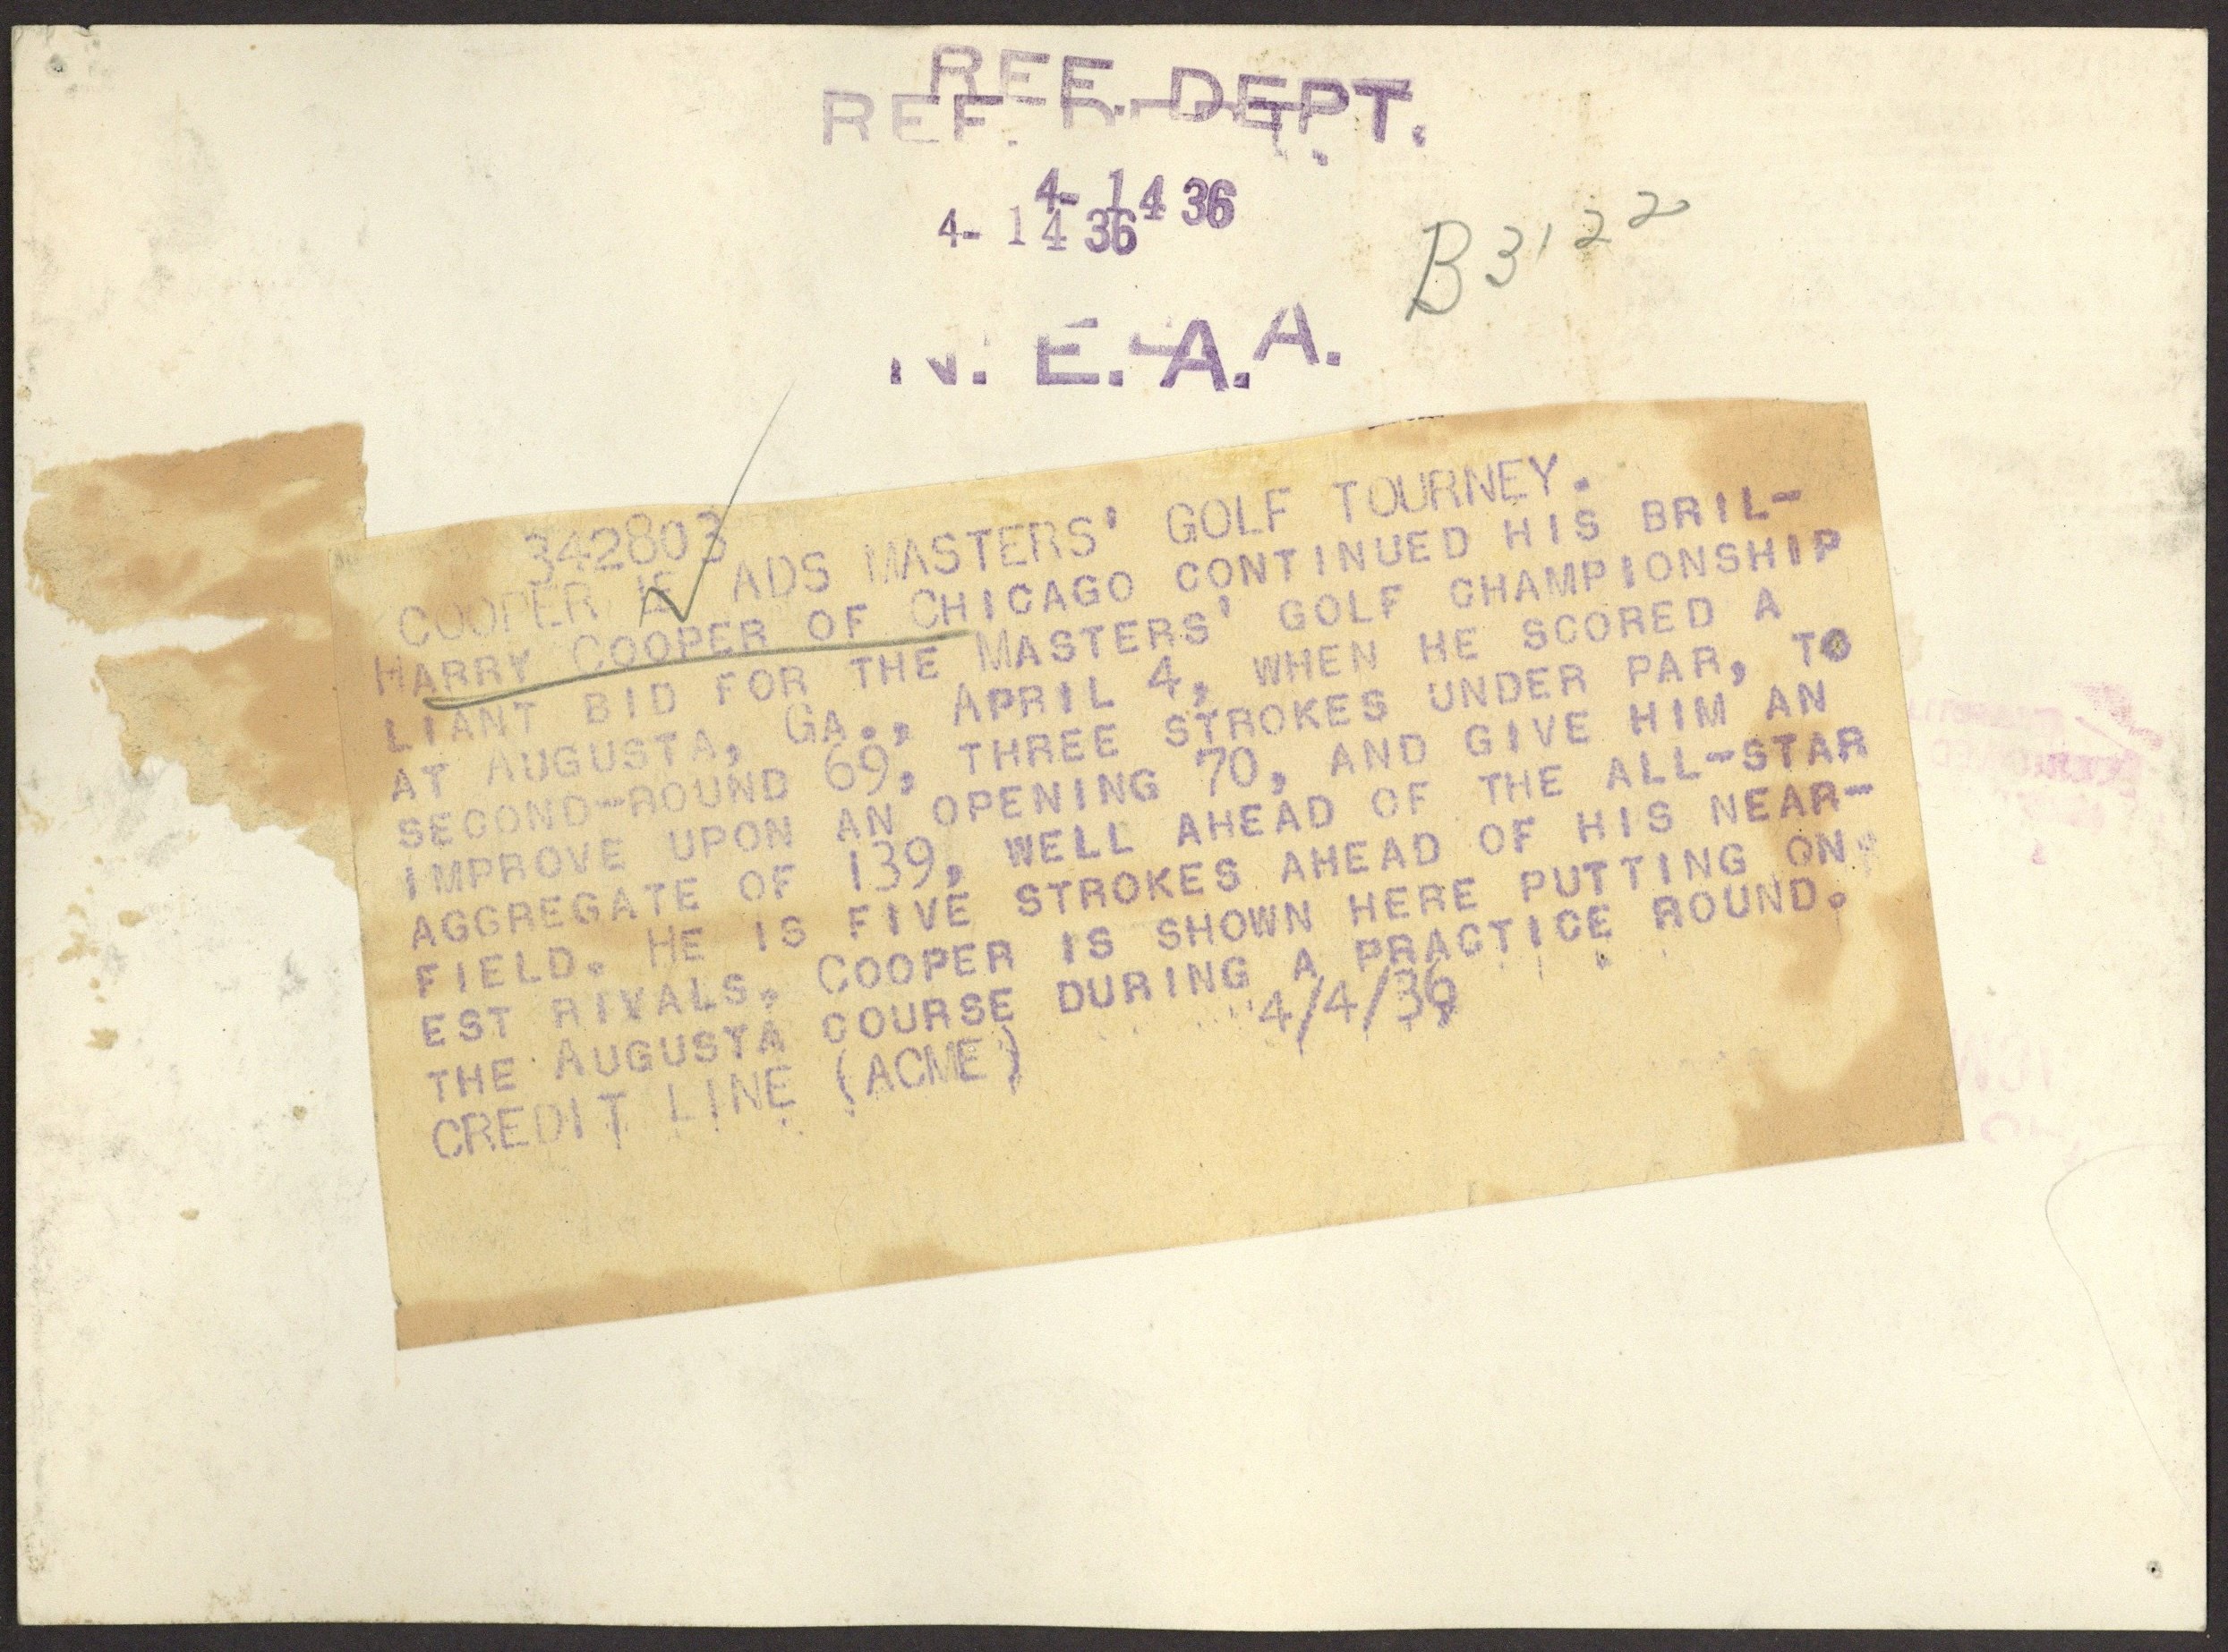 REF. DEPT.
REF. DEPT.
4- 14 36
4- 14 36
B3122
N. E. A.
A.
342803
COOPER LEADS MASTERS' GOLF TOURNEY.
HARRY COOPER OF CHICAGO CONTINUED HIS BRIL-
LIANT BID FOR THE MASTERS' GOLF CHAMPIONSHIP
AT AUGUSTA, GA., APRIL 4, WHEN HE SCORED A
SECOND-ROUND 69, THREE STROKES UNDER PAR, TO
IMPROVE UPON AN OPENING 70, AND GIVE HIM AN
AGGREGATE OF 139, WELL AHEAD OF THE ALL-STAR
FIELD. HE IS FIVE STROKES AHEAD OF HIS NEAR-
EST RIVALS. COOPER IS SHOWN HERE PUTTING ON
THE AUGUSTA COURSE DURING A PRACTICE ROUND.
CREDIT LINE (ACME) 4/4/36